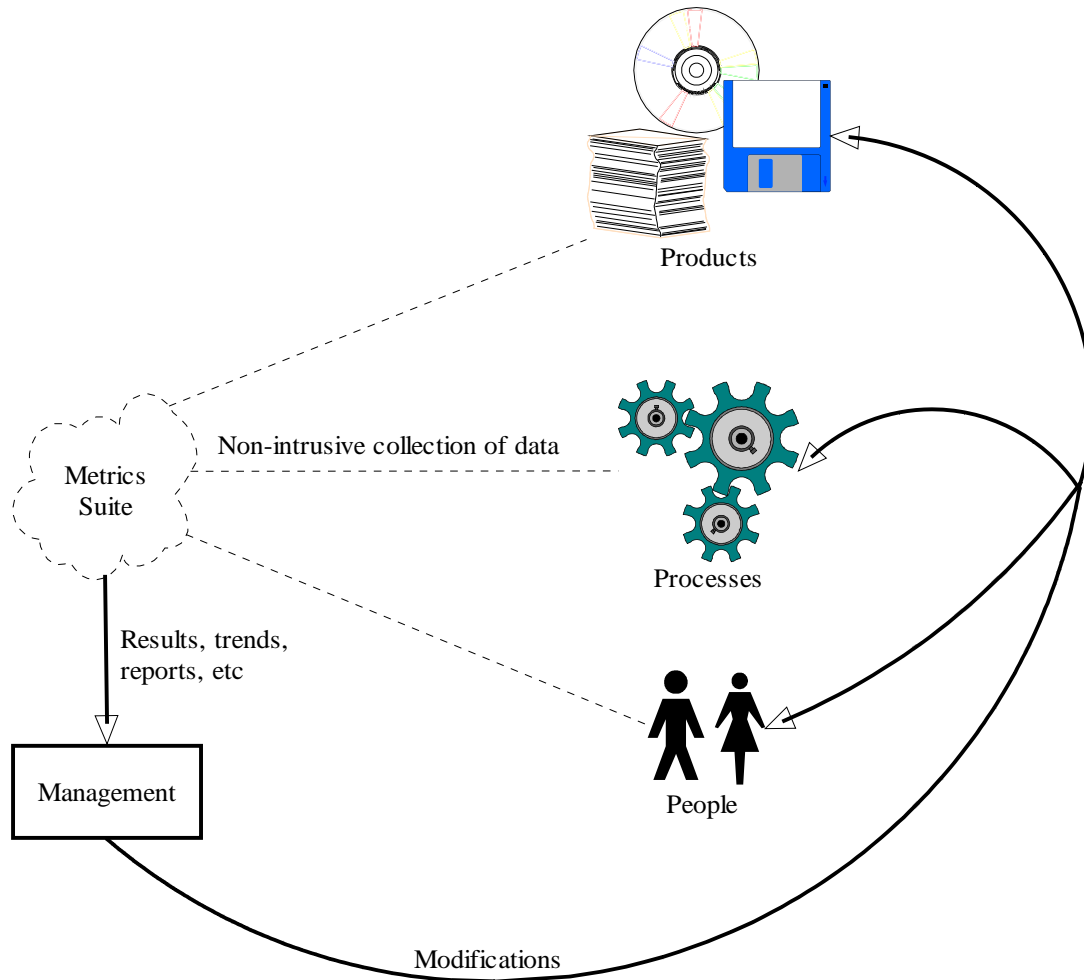 Products
Non-intrusive collection of data
Metrics
Suite
Processes
Results, trends,
reports, etc
Management
People
Modifications